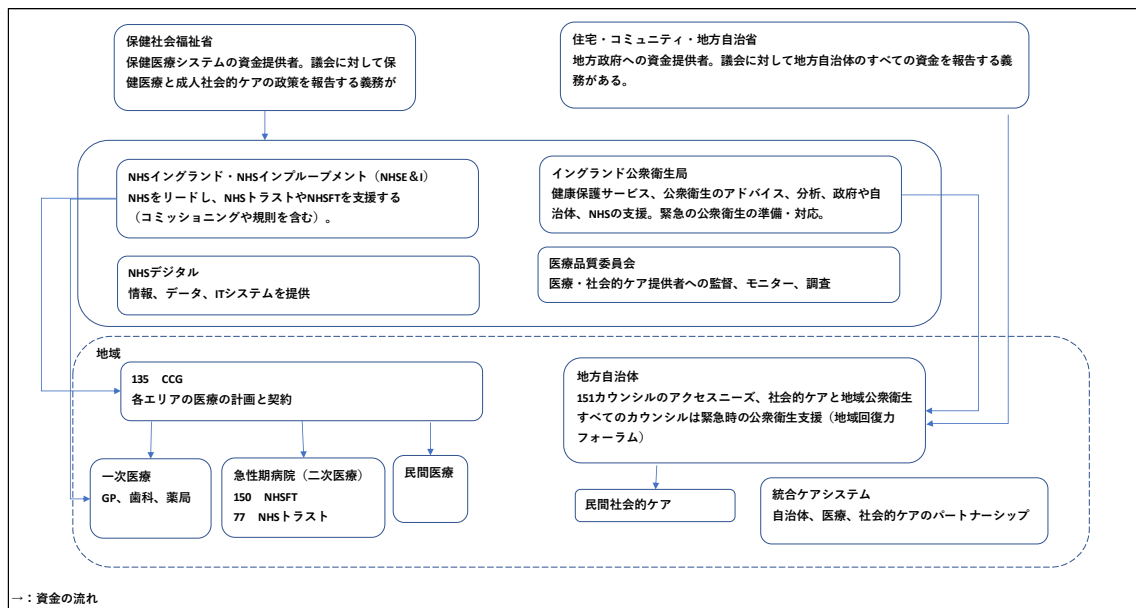 保健社会福祉省
保健医療システムの資金提供者。議会に対して保
健医療と成人社会的ケアの政策を報告する義務が
住宅・コミュニティ・地方自治省
地方政府への資金提供者。議会に対して地方自治体のすべての資金を報告する義
務がある。
NHSイングランド・NHSインプルーブメント（NHSE＆I）
NHSをリードし、NHSトラストやNHSFTを支援する
（コミッショニングや規則を含む）。
イングランド公衆衛生局
健康保護サービス、公衆衛生のアドバイス、分析、政府や自
治体、NHSの支援。緊急の公衆衛生の準備・対応。
NHSデジタル
情報、データ、ITシステムを提供
医療品質委員会
医療・社会的ケア提供者への監督、モニター、調査
地域
135　CCG
各エリアの医療の計画と契約
地方自治体
151カウンシルのアクセスニーズ、社会的ケアと地域公衆衛生
すべてのカウンシルは緊急時の公衆衛生支援（地域回復力
フォーラム）
一次医療
GP、歯科、薬局
急性期病院（二次医療）
150　NHSFT
77　NHSトラスト
民間医療
民間社会的ケア
統合ケアシステム
自治体、医療、社会的ケアのパートナーシップ
→：資金の流れ